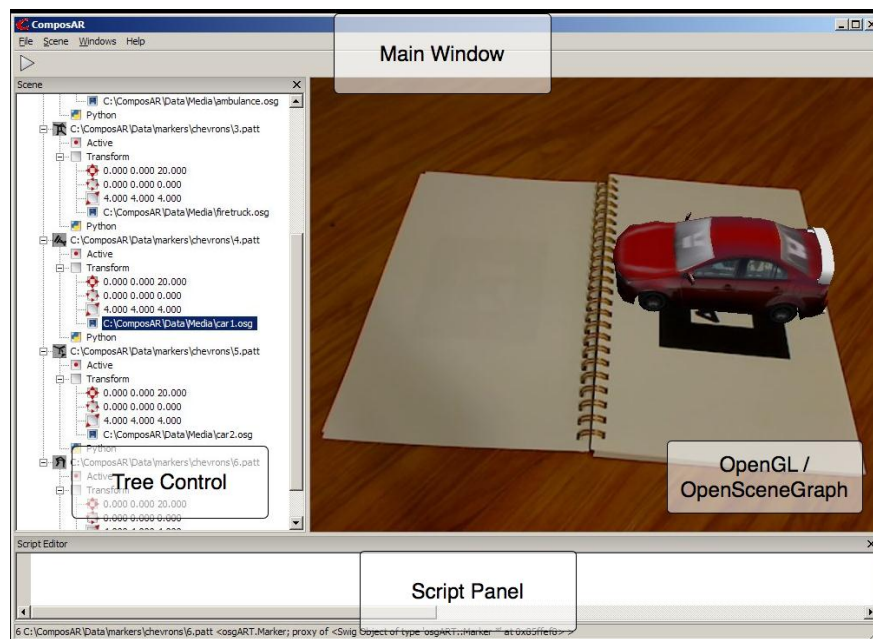 ComposAR
File Scene Windows Help
Main Window
Scene
C:\ComposAR\Data\Media\ambulance.osg
Python
C:\ComposAR\Data\markers\chevrons\3.patt
Active
Transform
0.000 0.000 20.000
0.000 0.000 0.000
4.000 4.000 4.000
C:\ComposAR\Data\Media\firetruck.osg
Python
C:\ComposAR\Data\markers\chevrons\4.patt
Active
Transform
0.000 0.000 20.000
0.000 0.000 0.000
4.000 4.000 4.000
C:\ComposAR\Data\Media\car1.osg
Python
C:\ComposAR\Data\markers\chevrons\5.patt
Active
Transform
0.000 0.000 20.000
0.000 0.000 0.000
4.000 4.000 4.000
C:\ComposAR\Data\Media\car2.osg
Python
C:\ComposAR\Data\markers\chevrons\6.patt
Active
Transform
Tree Control
0.000 0.000 20.000
0.000 0.000 0.000
OpenGL /
OpenSceneGraph
Script Editor
Script Panel
6 C:\ComposAR\Data\markers\chevrons\6.patt <osgART.Marker; proxy of <Swig Object of type 'osgART::Marker *' at 0x85ffef8> >